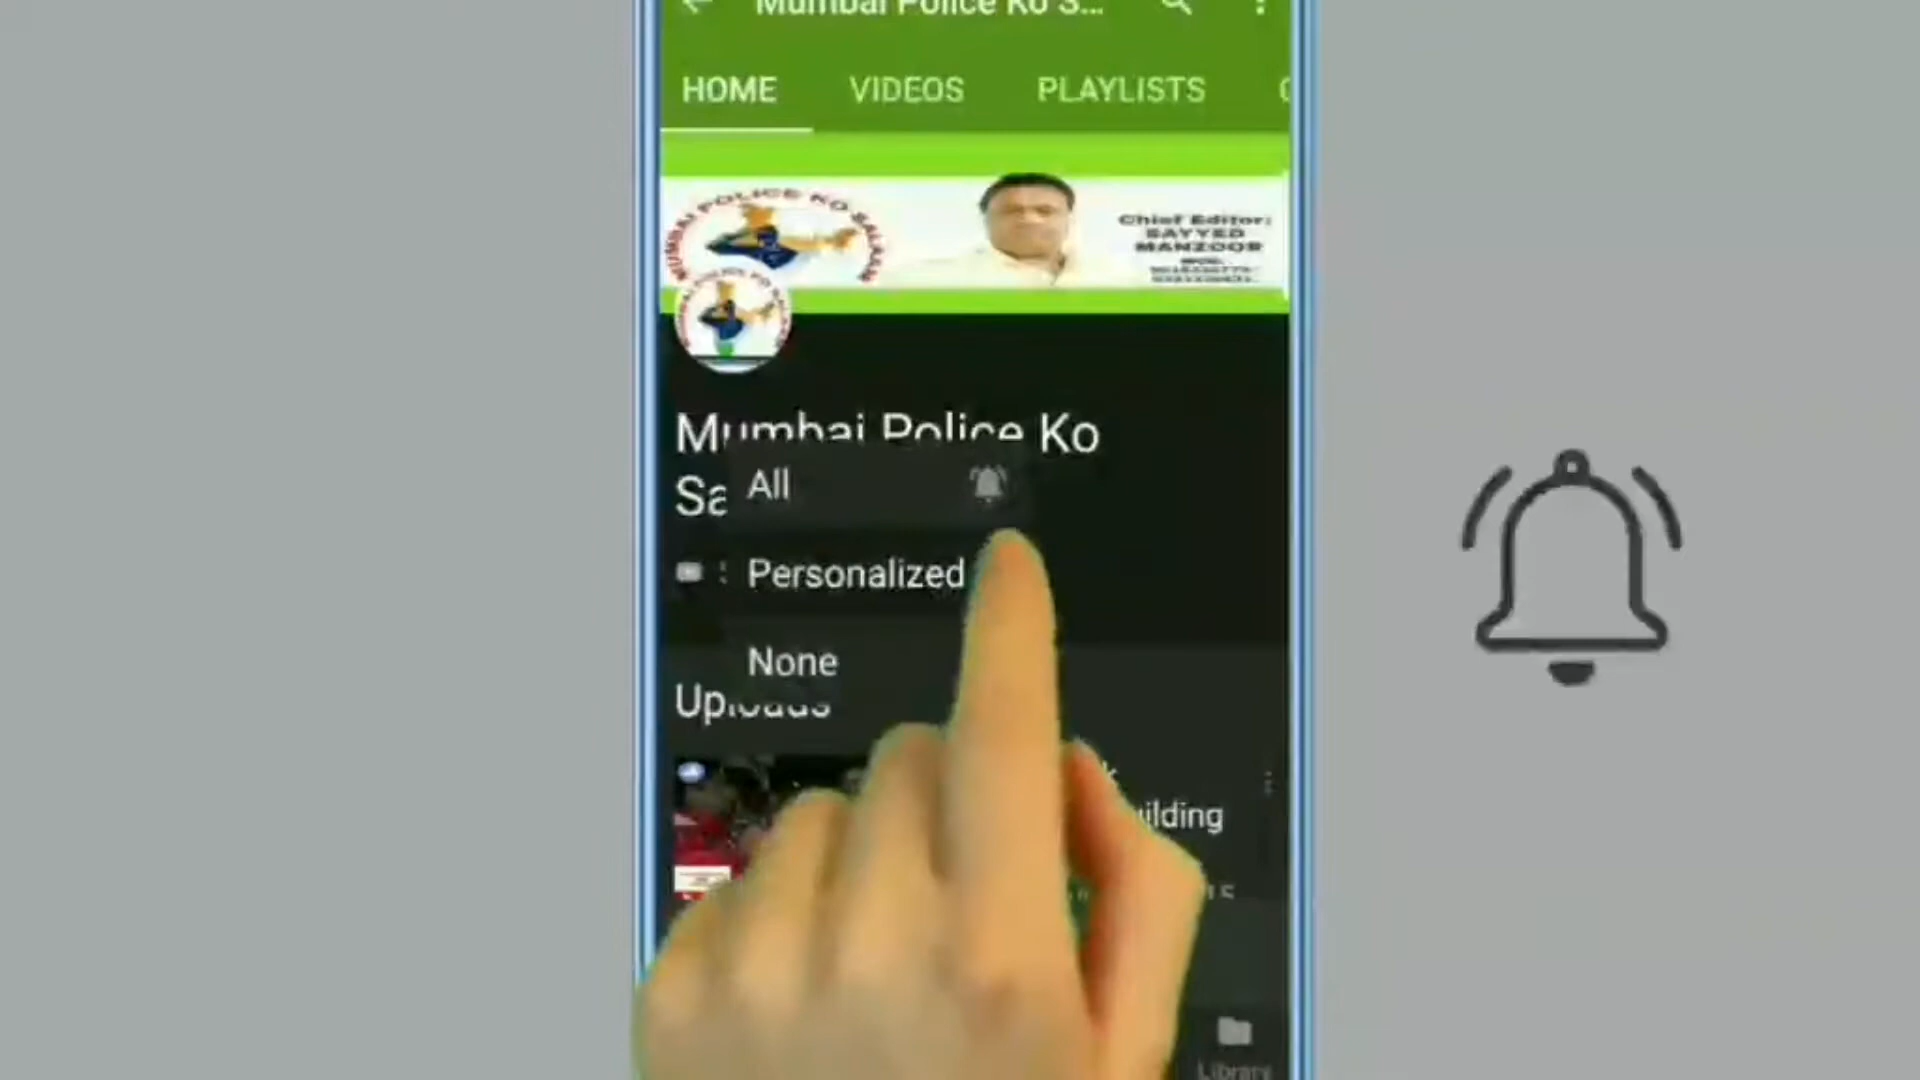 Mumbai Police Ko S...
HOME VIDEOS PLAYLISTS
MUMBAI POLICE KO SALAAM
Chief Editor:
SAYYED
MANZOOR
MOB.
Mumbai Police Ko
Sa
All
Personalized
None
Uploads
Library